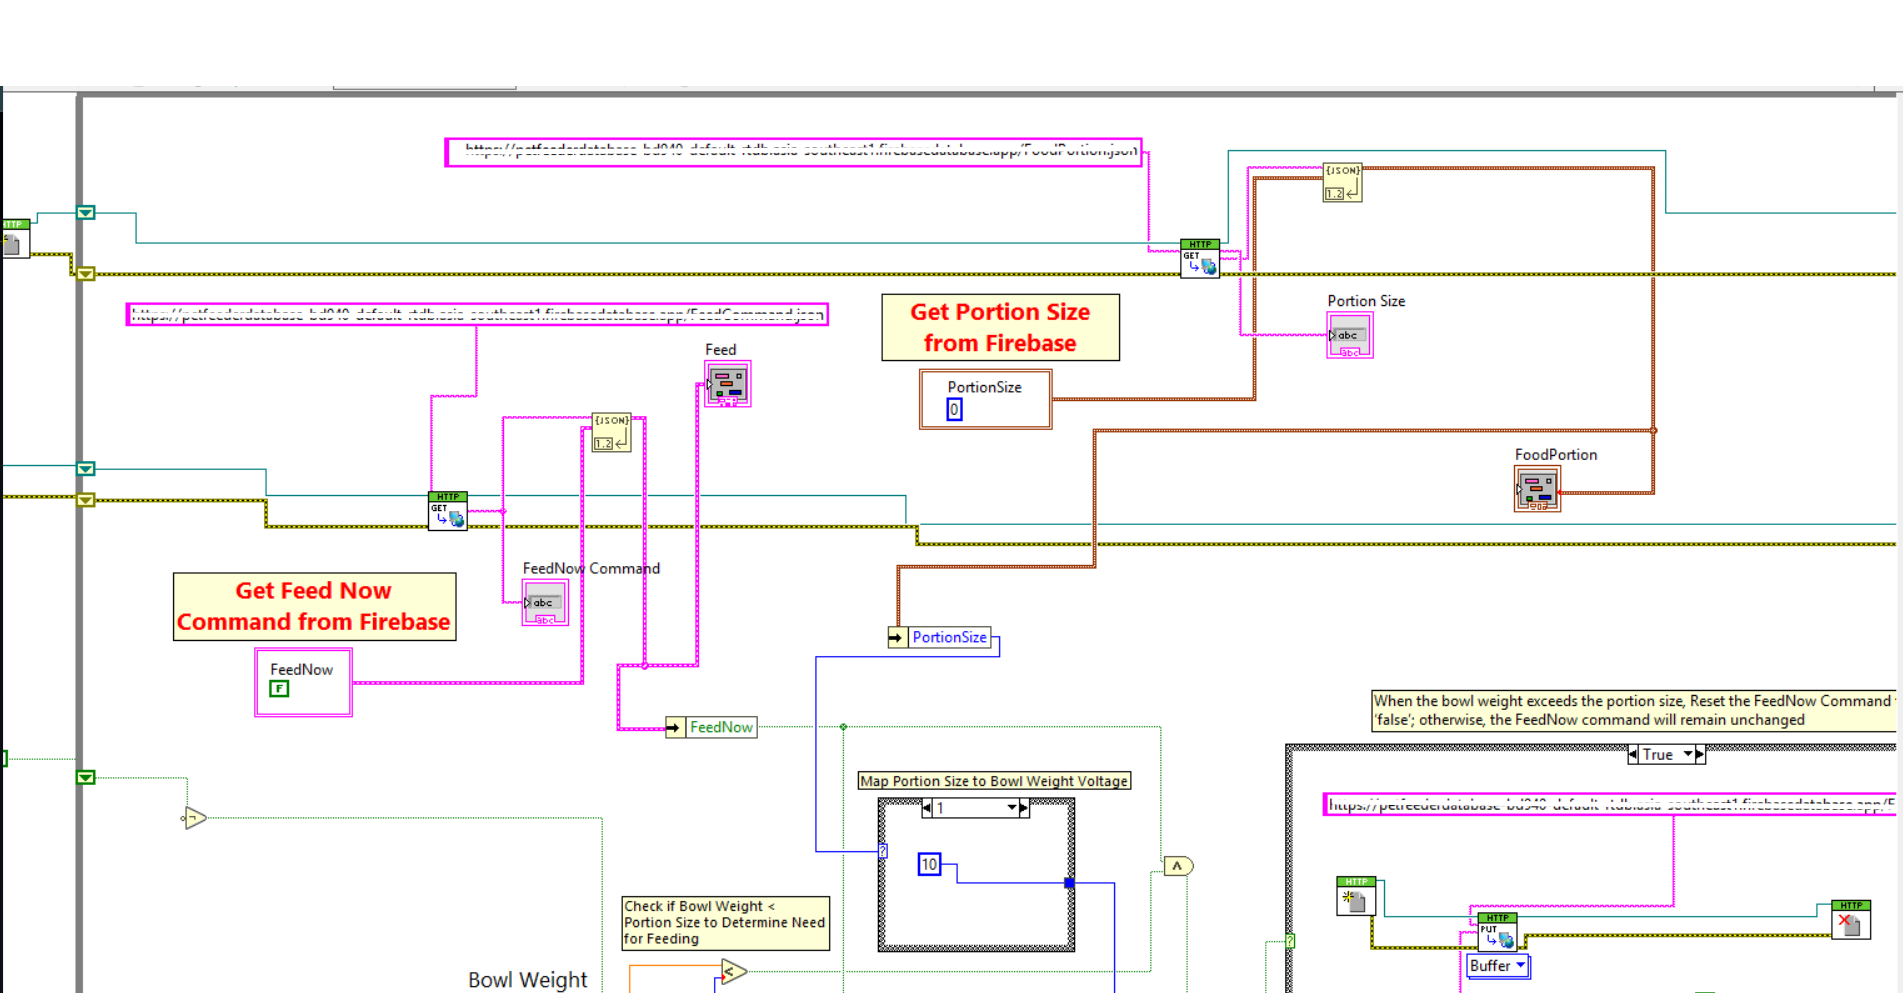 https://petfeederdatabase-bd940-default-rtdb.asia-southeast1.firebasedatabase.app/FoodPortion.json
{JSON}
1.2
HTTP
HTTP
GET
https://petfeederdatabase-bd940-default-rtdb.asia-southeast1.firebasedatabase.app/FeedCommand.json
Get Portion Size
from Firebase
Portion Size
abc
abc
Feed
PortionSize
0
{JSON}
1.2
FoodPortion
HTTP
GET
FeedNow Command
abc
abc
Get Feed Now
Command from Firebase
PortionSize
FeedNow
F
When the bowl weight exceeds the portion size, Reset the FeedNow Command
'false'; otherwise, the FeedNow command will remain unchanged
FeedNow
True
Map Portion Size to Bowl Weight Voltage
1
https://petfeederdatabase-bd940-default-rtdb.asia-southeast1.firebasedatabase.app/F
?
10
Check if Bowl Weight <
Portion Size to Determine Need
for Feeding
HTTP
HTTP
HTTP
PUT
?
Buffer
Bowl Weight
<